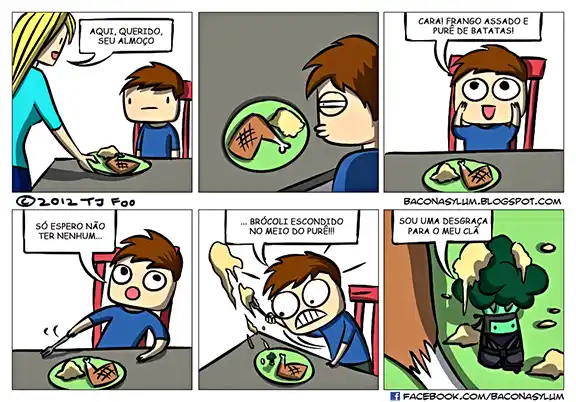 AQUI, QUERIDO,
SEU ALMOÇO
CARA! FRANGO ASSADO E
PURÊ DE BATATAS!
©2012 TJ Foo
BACONASYLUM.BLOGSPOT.COM
SÓ ESPERO NÃO
TER NENHUM...
... BRÓCOLI ESCONDIDO
NO MEIO DO PURÊ!!!
SOU UMA DESGRAÇA
PARA O MEU CLÃ
f FACEBOOK.COM/BACONASYLUM